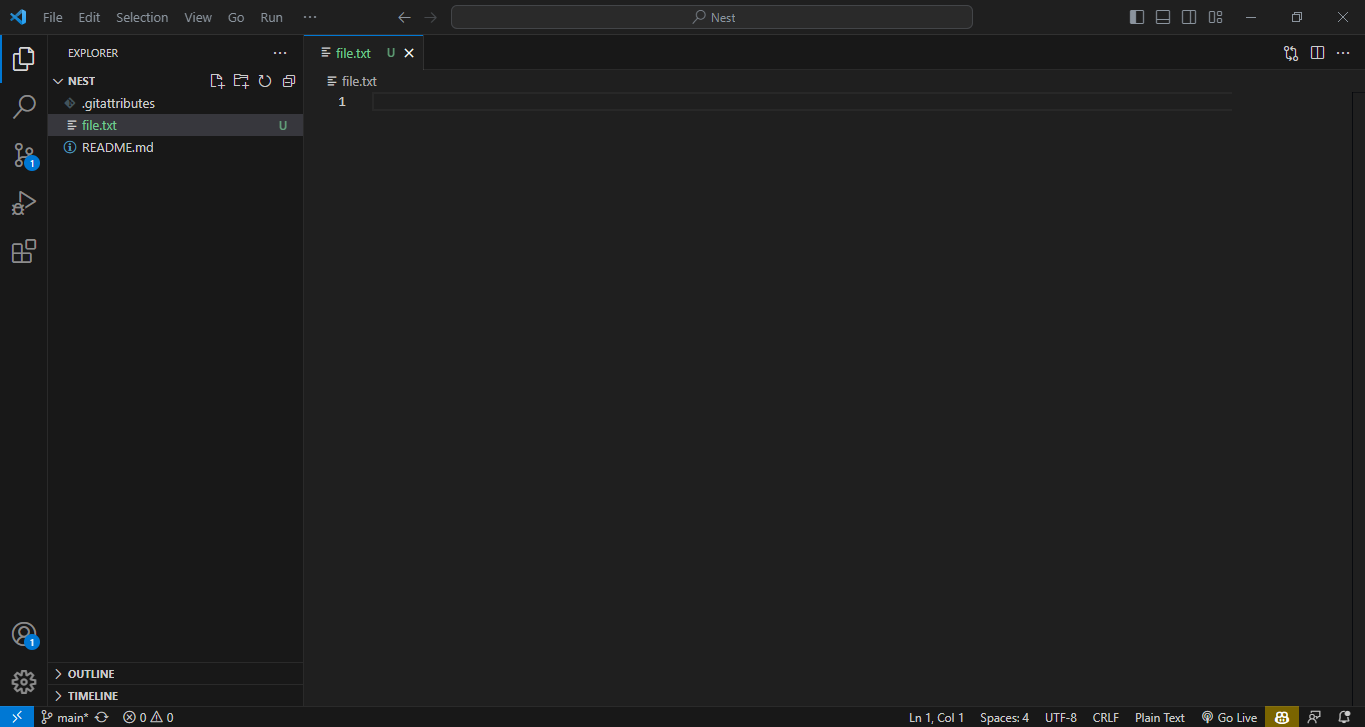 File Edit Selection View Go Run ···
Nest
EXPLORER ···
NEST
.gitattributes
file.txt U
README.md
1
OUTLINE
TIMELINE
file.txt U
file.txt
1
1
main* 0 0
Ln 1, Col 1 Spaces: 4 UTF-8 CRLF Plain Text Go Live